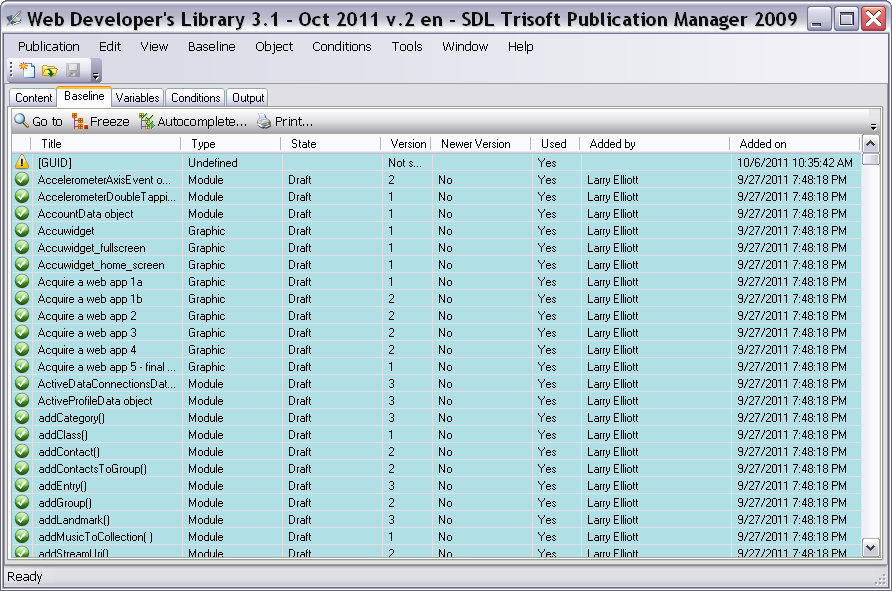 Web Developer's Library 3.1 - Oct 2011 v.2 en - SDL Trisoft Publication Manager 2009
Publication Edit View Baseline Object Conditions Tools Window Help
Content Baseline Variables Conditions Output
Go to Freeze Autocomplete... Print...
Title Type State Version Newer Version Used Added by Added on
[GUID] Undefined Not s... Yes 10/6/2011 10:35:42 AM
AccelerometerAxisEvent o... Module Draft 2 No Yes Larry Elliott 9/27/2011 7:48:18 PM
AccelerometerDoubleTappi... Module Draft 1 No Yes Larry Elliott 9/27/2011 7:48:18 PM
AccountData object Module Draft 1 No Yes Larry Elliott 9/27/2011 7:48:18 PM
Accuwidget Graphic Draft 1 No Yes Larry Elliott 9/27/2011 7:48:18 PM
Accuwidget_fullscreen Graphic Draft 1 No Yes Larry Elliott 9/27/2011 7:48:18 PM
Accuwidget_home_screen Graphic Draft 1 No Yes Larry Elliott 9/27/2011 7:48:18 PM
Acquire a web app 1a Graphic Draft 1 No Yes Larry Elliott 9/27/2011 7:48:18 PM
Acquire a web app 1b Graphic Draft 2 No Yes Larry Elliott 9/27/2011 7:48:18 PM
Acquire a web app 2 Graphic Draft 2 No Yes Larry Elliott 9/27/2011 7:48:18 PM
Acquire a web app 3 Graphic Draft 2 No Yes Larry Elliott 9/27/2011 7:48:18 PM
Acquire a web app 4 Graphic Draft 2 No Yes Larry Elliott 9/27/2011 7:48:18 PM
Acquire a web app 5 - final ... Graphic Draft 1 No Yes Larry Elliott 9/27/2011 7:48:18 PM
ActiveDataConnectionsDat... Module Draft 3 No Yes Larry Elliott 9/27/2011 7:48:18 PM
ActiveProfileData object Module Draft 3 No Yes Larry Elliott 9/27/2011 7:48:18 PM
addCategory() Module Draft 3 No Yes Larry Elliott 9/27/2011 7:48:18 PM
addClass() Module Draft 1 No Yes Larry Elliott 9/27/2011 7:48:18 PM
addContact() Module Draft 2 No Yes Larry Elliott 9/27/2011 7:48:18 PM
addContactsToGroup() Module Draft 2 No Yes Larry Elliott 9/27/2011 7:48:18 PM
addEntry() Module Draft 3 No Yes Larry Elliott 9/27/2011 7:48:18 PM
addGroup() Module Draft 2 No Yes Larry Elliott 9/27/2011 7:48:18 PM
addLandmark() Module Draft 3 No Yes Larry Elliott 9/27/2011 7:48:18 PM
addMusicToCollection( ) Module Draft 1 No Yes Larry Elliott 9/27/2011 7:48:18 PM
addStreamUri() Module Draft 2 No Yes Larry Elliott 9/27/2011 7:48:18 PM
Ready